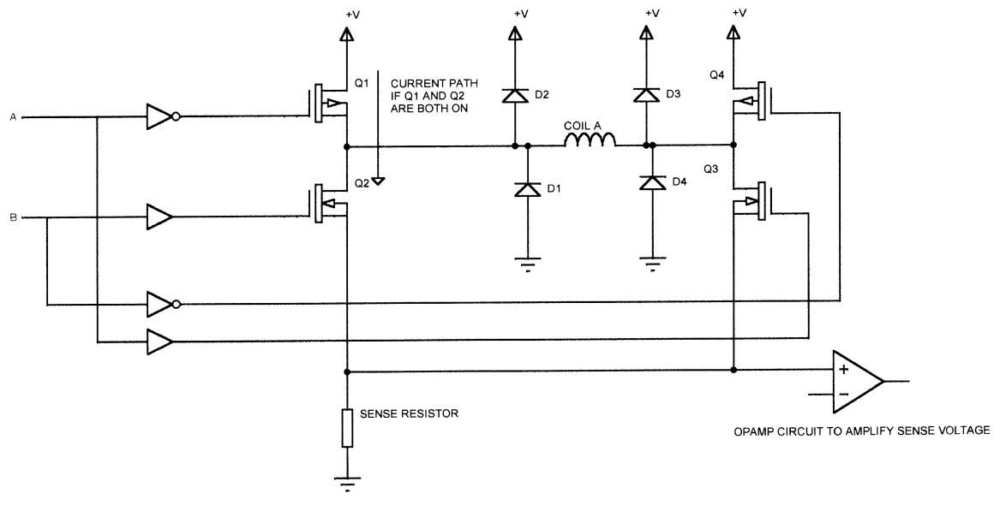 +V
+V
+V
+V
Q1
CURRENT PATH
IF Q1 AND Q2
ARE BOTH ON
D2
D3
Q4
A
COIL A
Q2
D1
D4
Q3
B
+
−
SENSE RESISTOR
OPAMP CIRCUIT TO AMPLIFY SENSE VOLTAGE